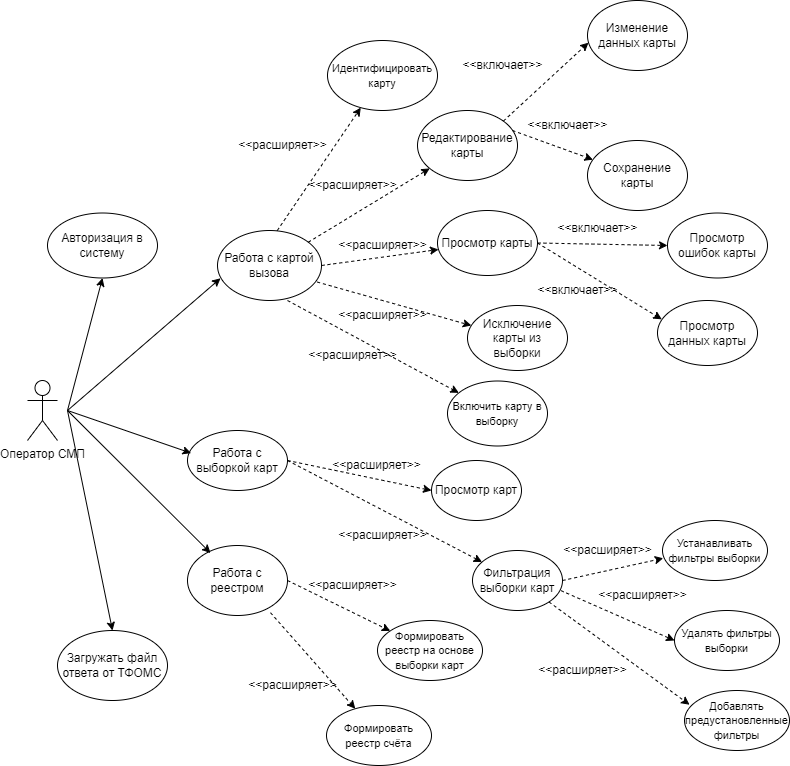 Изменение
данных карты
<<включает>>
Идентифицировать
карту
<<включает>>
Редактирование
карты
<<расширяет>>
Сохранение
карты
<<расширяет>>
Авторизация в
систему
Работа с картой
вызова
<<расширяет>>
Просмотр карты
<<включает>>
Просмотр
ошибок карты
<<включает>>
<<расширяет>>
Исключение
карты из
выборки
Просмотр
данных карты
<<расширяет>>
Включить карту в
выборку
Оператор СМП
Работа с
выборкой карт
<<расширяет>>
Просмотр карт
<<расширяет>>
Фильтрация
выборки карт
<<расширяет>>
Устанавливать
фильтры выборки
Работа с
реестром
<<расширяет>>
<<расширяет>>
Удалять фильтры
выборки
Формировать
реестр на основе
выборки карт
Загружать файл
ответа от ТФОМС
<<расширяет>>
<<расширяет>>
Добавлять
предустановленные
фильтры
Формировать
реестр счёта